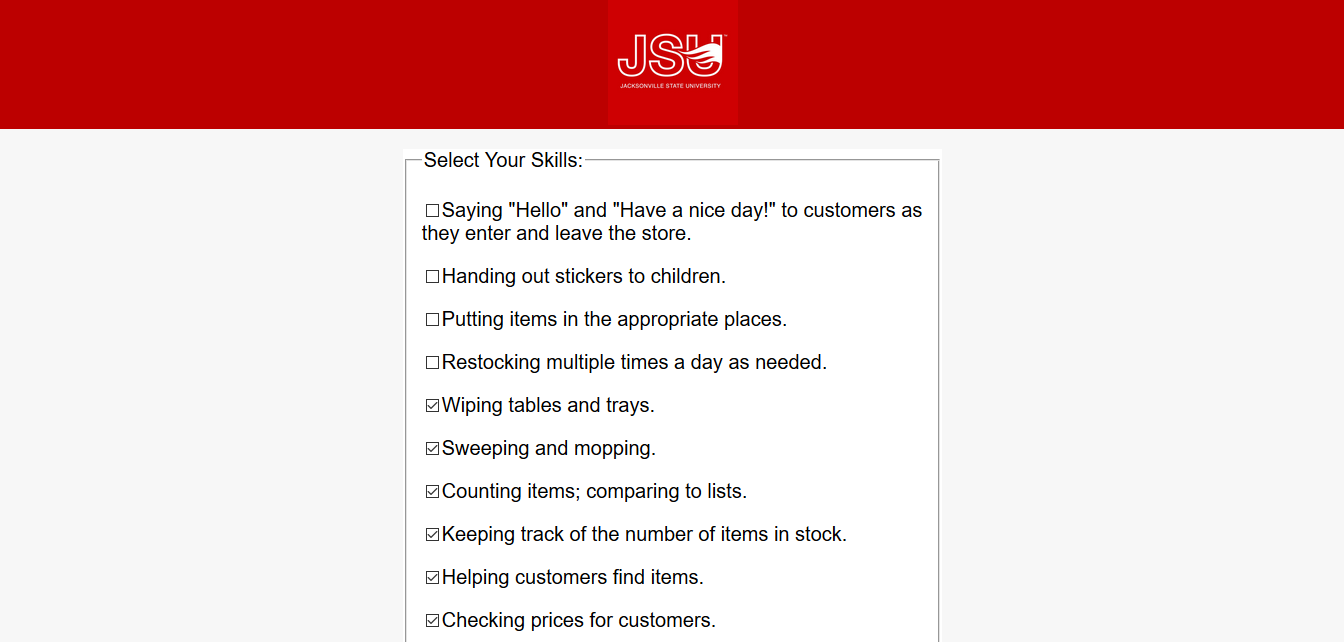 JSU
JACKSONVILLE STATE UNIVERSITY
Select Your Skills:
Saying "Hello" and "Have a nice day!" to customers as
they enter and leave the store.
Handing out stickers to children.
Putting items in the appropriate places.
Restocking multiple times a day as needed.
Wiping tables and trays.
Sweeping and mopping.
Counting items; comparing to lists.
Keeping track of the number of items in stock.
Helping customers find items.
Checking prices for customers.